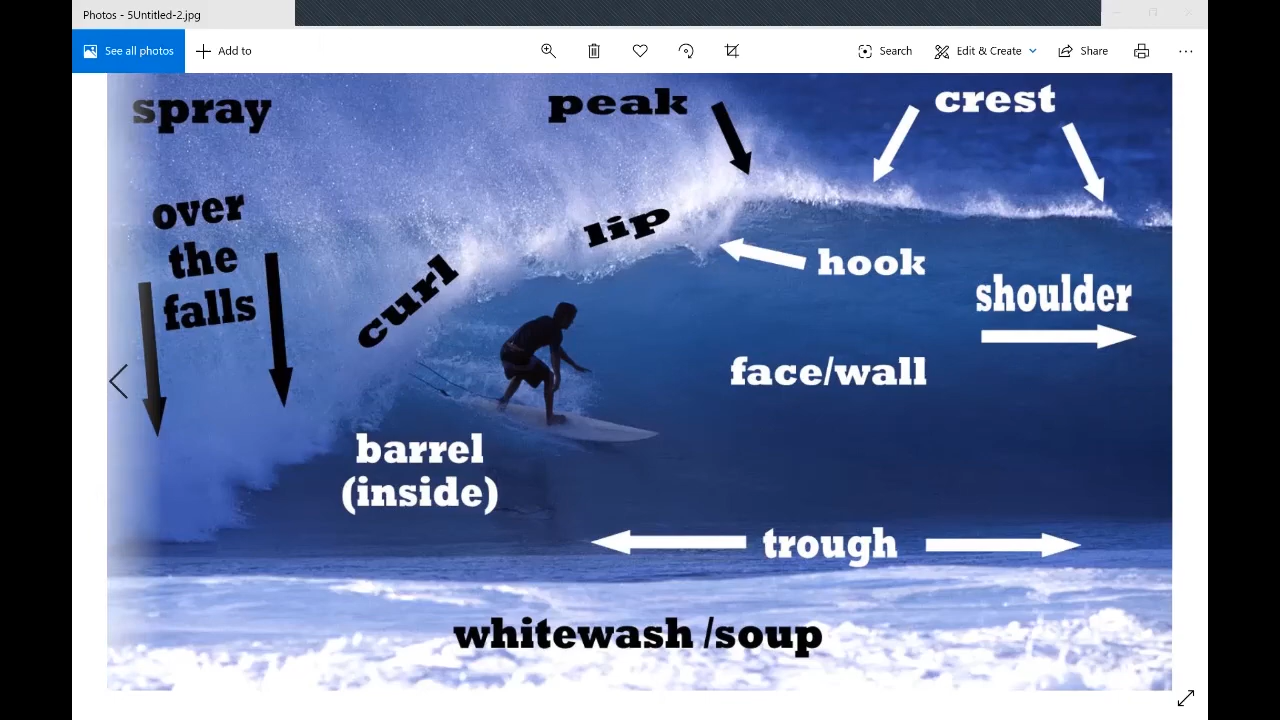 Photos - 5Untitled-2.jpg
See all photos
Add to
Search
Edit & Create
Share
spray
peak
crest
over
the
falls
lip
curl
hook
shoulder
face/wall
barrel
(inside)
trough
whitewash /soup